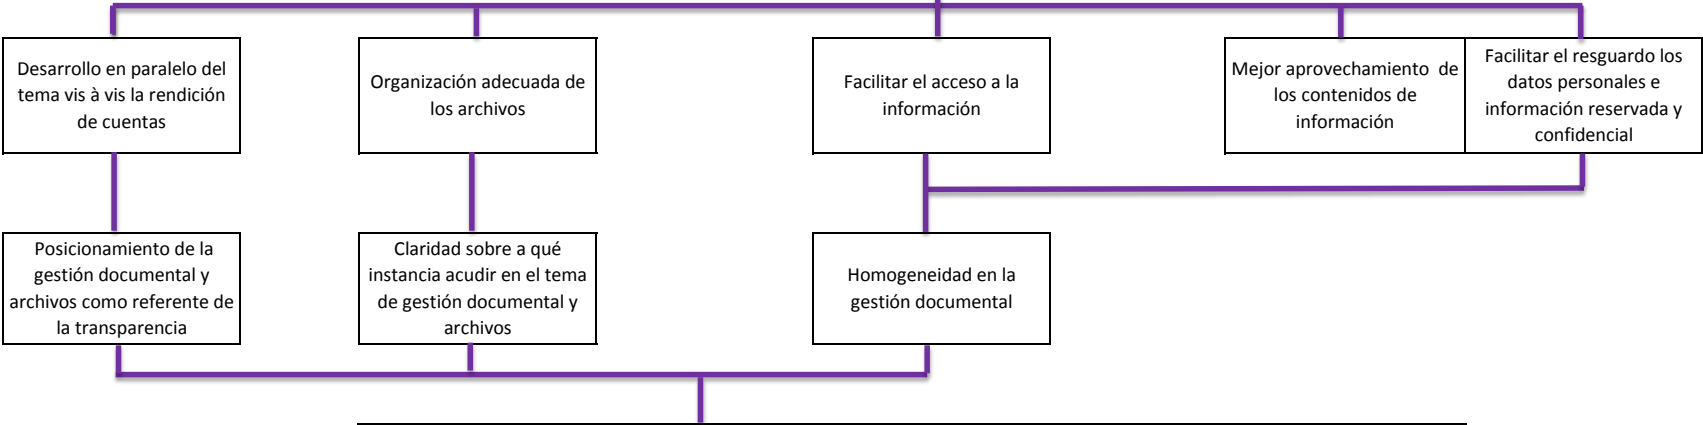 Desarrollo en paralelo del
tema vis à vis la rendición
de cuentas
Organización adecuada de
los archivos
Facilitar el acceso a la
información
Mejor aprovechamiento  de
los contenidos de
información
Facilitar el resguardo los
datos personales e
información reservada y
confidencial
Posicionamiento de la
gestión documental y
archivos como referente de
la transparencia
Claridad sobre a qué
instancia acudir en el tema
de gestión documental y
archivos
Homogeneidad en la
gestión documental